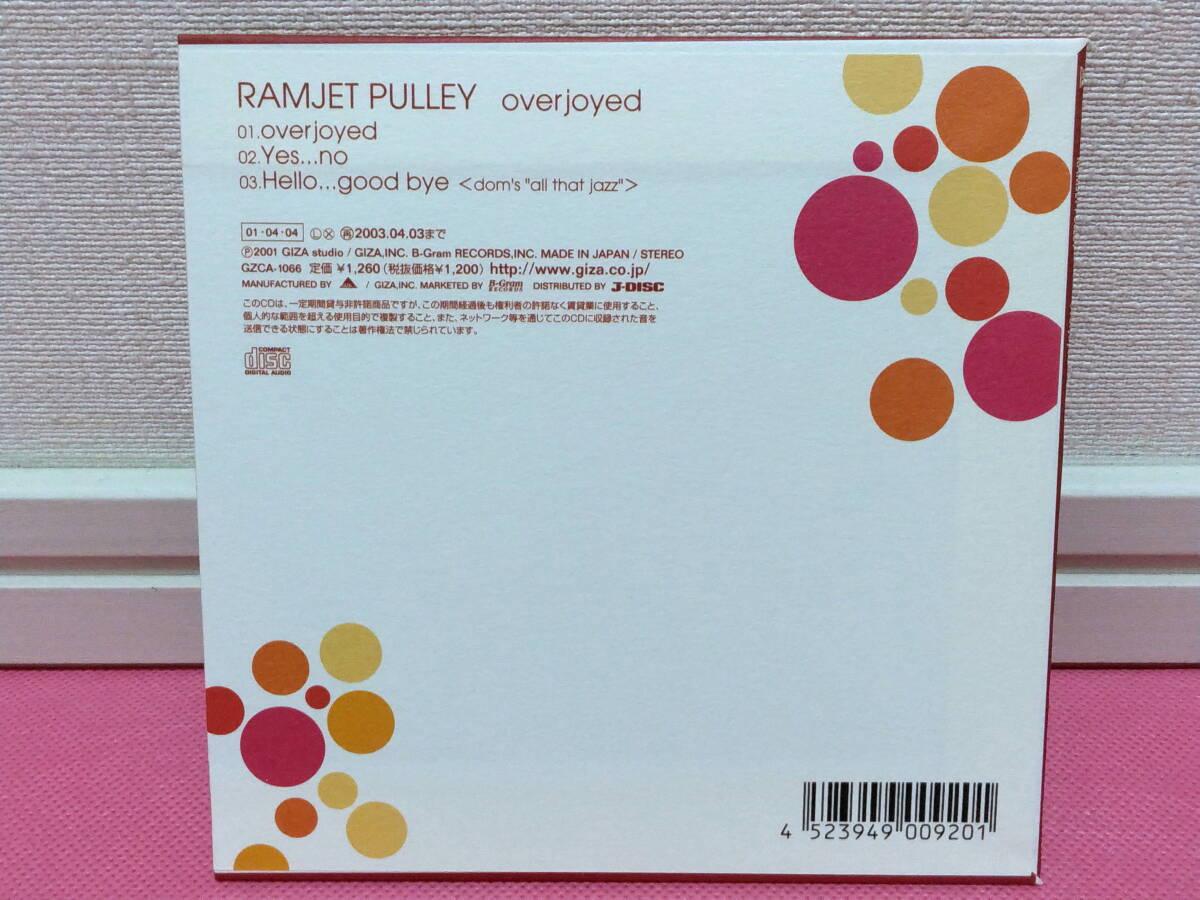 RAMJET PULLEY overjoyed
01.overjoyed
02.Yes...no
03.Hello...good bye <dom's "all that jazz">
01・04・04 Ⓛ Ⓧ 再 2003.04.03まで
Ⓟ2001 GIZA studio / GIZA,INC. B-Gram RECORDS,INC. MADE IN JAPAN / STEREO
GZCA-1066 定価 ¥1,260(税抜価格¥1,200) http://www.giza.co.jp/
MANUFACTURED BY / GIZA,INC. MARKETED BY B-Gram RECORDS DISTRIBUTED BY J-DISC
このCDは、一定期間貸与非許諾商品ですが、この期間経過後も権利者の許諾なく賃貸業に使用すること、
個人的な範囲を超える使用目的で複製すること、また、ネットワーク等を通じてこのCDに収録された音を
送信できる状態にすることは著作権法で禁じられています。
COMPACT
disc
DIGITAL AUDIO
4 523949 009201